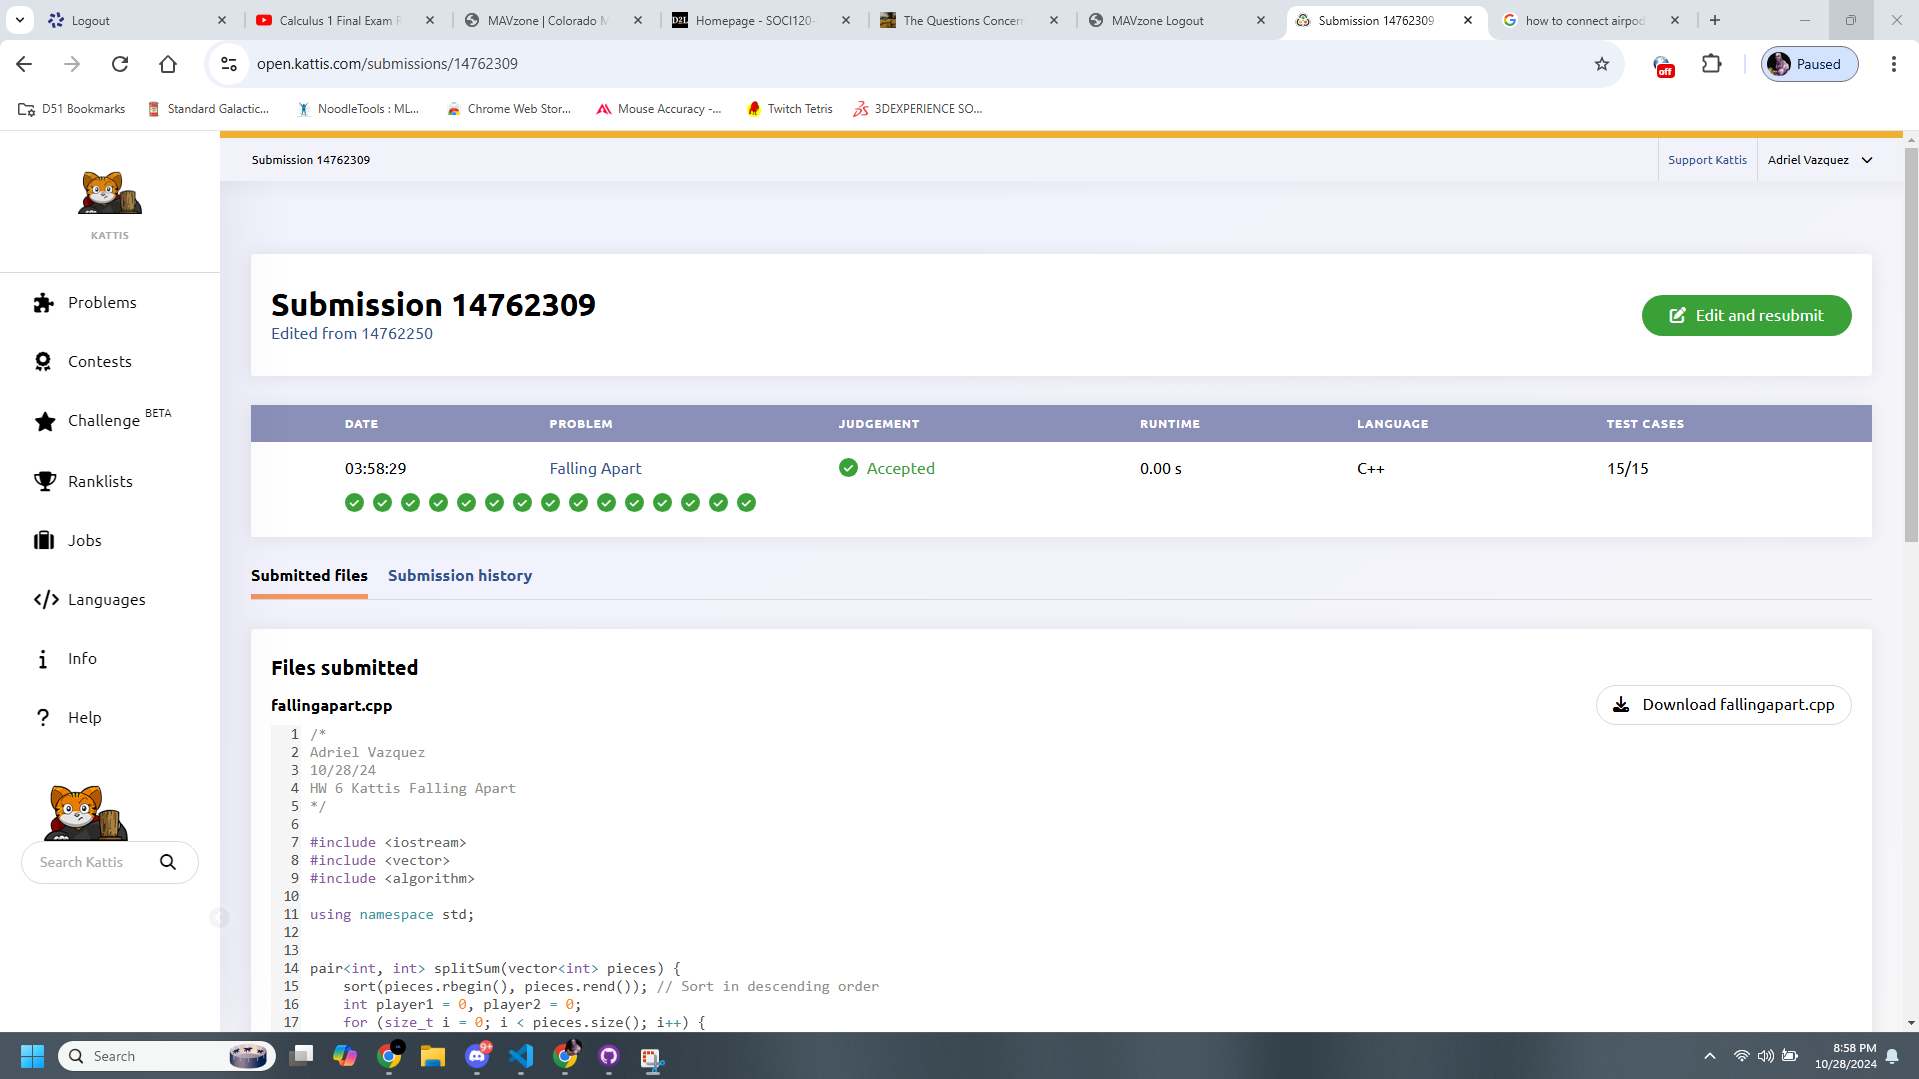 Logout
Calculus 1 Final Exam R
MAVzone | Colorado M
D2L
Homepage - SOCI120-
The Questions Concern
MAVzone Logout
Submission 14762309
how to connect airpod
open.kattis.com/submissions/14762309
off
Paused
D51 Bookmarks
Standard Galactic...
NoodleTools : ML...
Chrome Web Stor...
Mouse Accuracy -...
Twitch Tetris
3DEXPERIENCE SO...
Submission 14762309
Support Kattis
Adriel Vazquez
KATTIS
Problems
Contests
Challenge BETA
Ranklists
Jobs
Languages
Info
Help
Search Kattis
Submission 14762309
Edited from 14762250
Edit and resubmit
DATE PROBLEM JUDGEMENT RUNTIME LANGUAGE TEST CASES
03:58:29 Falling Apart Accepted 0.00 s C++ 15/15
Submitted files Submission history
Files submitted
fallingapart.cpp
Download fallingapart.cpp
1 /*
2 Adriel Vazquez
3 10/28/24
4 HW 6 Kattis Falling Apart
5 */
6
7 #include <iostream>
8 #include <vector>
9 #include <algorithm>
10
11 using namespace std;
12
13
14 pair<int, int> splitSum(vector<int> pieces) {
15 sort(pieces.rbegin(), pieces.rend()); // Sort in descending order
16 int player1 = 0, player2 = 0;
17 for (size_t i = 0; i < pieces.size(); i++) {
Search
9+
8:58 PM
10/28/2024